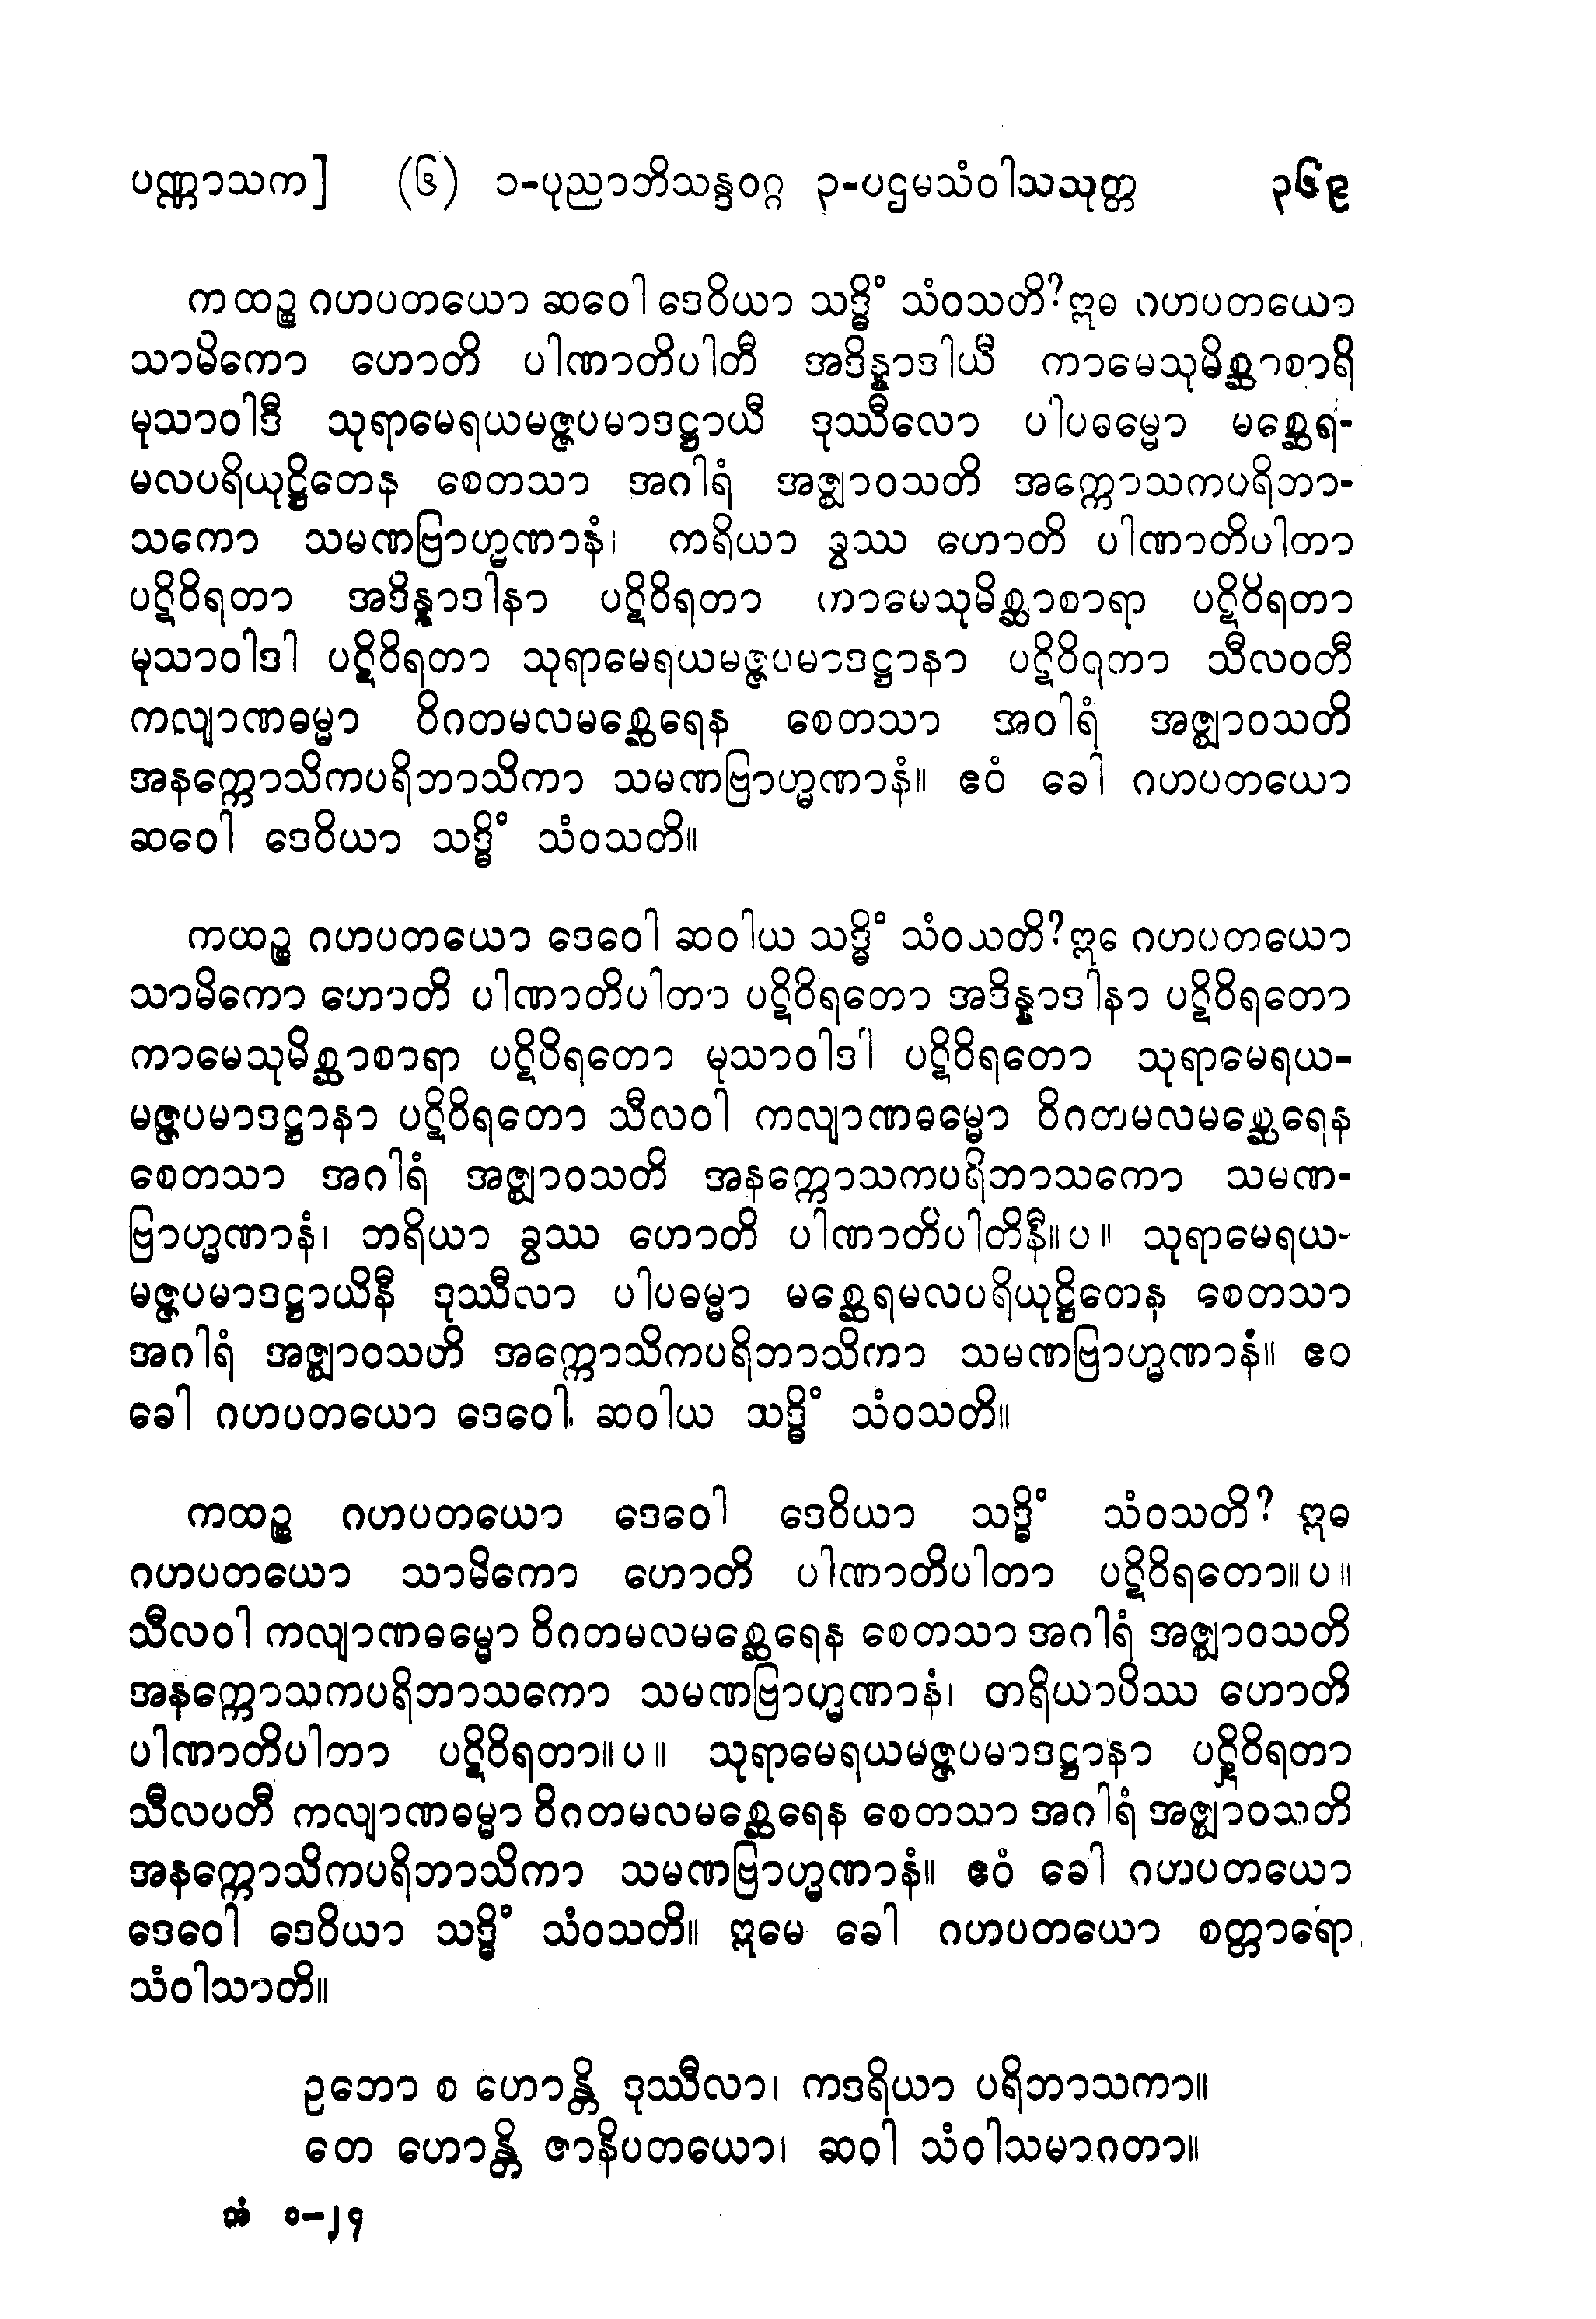 ပဏ္ဏာသက]   (၆) ၁-ပုညာဘိသန္ဒဝဂ္ဂ ၃-ပဌမသံဝါသသုတ္တ   ၃၆၉
ကထဉ္စ ဂဟပတယော ဆဝေါ ဒေဝိယာ သဒ္ဓိံ သံဝသတိ? ဣဓ ဂဟပတယော
သာမိကော ဟောတိ ပါဏာတိပါတီ အဒိန္နာဒါယီ ကာမေသုမိစ္ဆာစာရီ
မုသာဝါဒီ သုရာမေရယမဇ္ဇပမာဒဋ္ဌာယီ ဒုဿီလော ပါပဓမ္မော မစ္ဆေရ-
မလပရိယုဋ္ဌိတေန စေတသာ အဂါရံ အဇ္ဈာဝသတိ အက္ကောသကပရိဘာ-
သကော သမဏဗြာဟ္မဏာနံ၊ ကရိယာ ခွဿ ဟောတိ ပါဏာတိပါတာ
ပဋိဝိရတာ အဒိန္နာဒါနာ ပဋိဝိရတာ ကာမေသုမိစ္ဆာစာရာ ပဋိဝိရတာ
မုသာဝါဒါ ပဋိဝိရတာ သုရာမေရယမဇ္ဇပမာဒဋ္ဌာနာ ပဋိဝိရတာ သီလဝတီ
ကလျာဏဓမ္မာ ဝိဂတမလမစ္ဆေရေန စေတသာ အဝါရံ အဇ္ဈာဝသတိ
အနက္ကောသိကပရိဘာသိကာ သမဏဗြာဟ္မဏာနံ။ ဧဝံ ခေါ ဂဟပတယော
ဆဝေါ ဒေဝိယာ သဒ္ဓိံ သံဝသတိ။
ကထဉ္စ ဂဟပတယော ဒေဝေါ ဆဝါယ သဒ္ဓိံ သံဝသတိ? ဣဓ ဂဟပတယော
သာမိကော ဟောတိ ပါဏာတိပါတာ ပဋိဝိရတော အဒိန္နာဒါနာ ပဋိဝိရတော
ကာမေသုမိစ္ဆာစာရာ ပဋိဝိရတော မုသာဝါဒါ ပဋိဝိရတော သုရာမေရယ-
မဇ္ဇပမာဒဋ္ဌာနာ ပဋိဝိရတော သီလဝါ ကလျာဏဓမ္မော ဝိဂတမလမစ္ဆေရေန
စေတသာ အဂါရံ အဇ္ဈာဝသတိ အနက္ကောသကပရိဘာသကော သမဏ-
ဗြာဟ္မဏာနံ၊ ဘရိယာ ခွဿ ဟောတိ ပါဏာတိပါတိနီ။ပ။ သုရာမေရယ-
မဇ္ဇပမာဒဋ္ဌာယိနီ ဒုဿီလာ ပါပဓမ္မာ မစ္ဆေရမလပရိယုဋ္ဌိတေန စေတသာ
အဂါရံ အဇ္ဈာဝသတိ အက္ကောသိကပရိဘာသိကာ သမဏဗြာဟ္မဏာနံ။ ဧဝ
ခေါ ဂဟပတယော ဒေဝေါ ဆဝါယ သဒ္ဓိံ သံဝသတိ။
ကထဉ္စ ဂဟပတယော ဒေဝေါ ဒေဝိယာ သဒ္ဓိံ သံဝသတိ? ဣဓ
ဂဟပတယော သာမိကော ဟောတိ ပါဏာတိပါတာ ပဋိဝိရတော။ပ။
သီလဝါ ကလျာဏဓမ္မော ဝိဂတမလမစ္ဆေရေန စေတသာ အဂါရံ အဇ္ဈာဝသတိ
အနက္ကောသကပရိဘာသကော သမဏဗြာဟ္မဏာနံ၊ ဘရိယာပိဿ ဟောတိ
ပါဏာတိပါတာ ပဋိဝိရတာ။ပ။ သုရာမေရယမဇ္ဇပမာဒဋ္ဌာနာ ပဋိဝိရတာ
သီလပတီ ကလျာဏဓမ္မာ ဝိဂတမလမစ္ဆေရေန စေတသာ အဂါရံ အဇ္ဈာဝသတိ
အနက္ကောသိကပရိဘာသိကာ သမဏဗြာဟ္မဏာနံ။ ဧဝံ ခေါ ဂဟပတယော
ဒေဝေါ ဒေဝိယာ သဒ္ဓိံ သံဝသတိ။ ဣမေ ခေါ ဂဟပတယော စတ္တာရော
သံဝါသာတိ။
ဥဘော စ ဟောန္တိ ဒုဿီလာ၊ ကဒရိယာ ပရိဘာသကာ။
တေ ဟောန္တိ ဇာနိပတယော၊ ဆဝါ သံဝါသမာဂတာ။
အံ ၁-၂၄